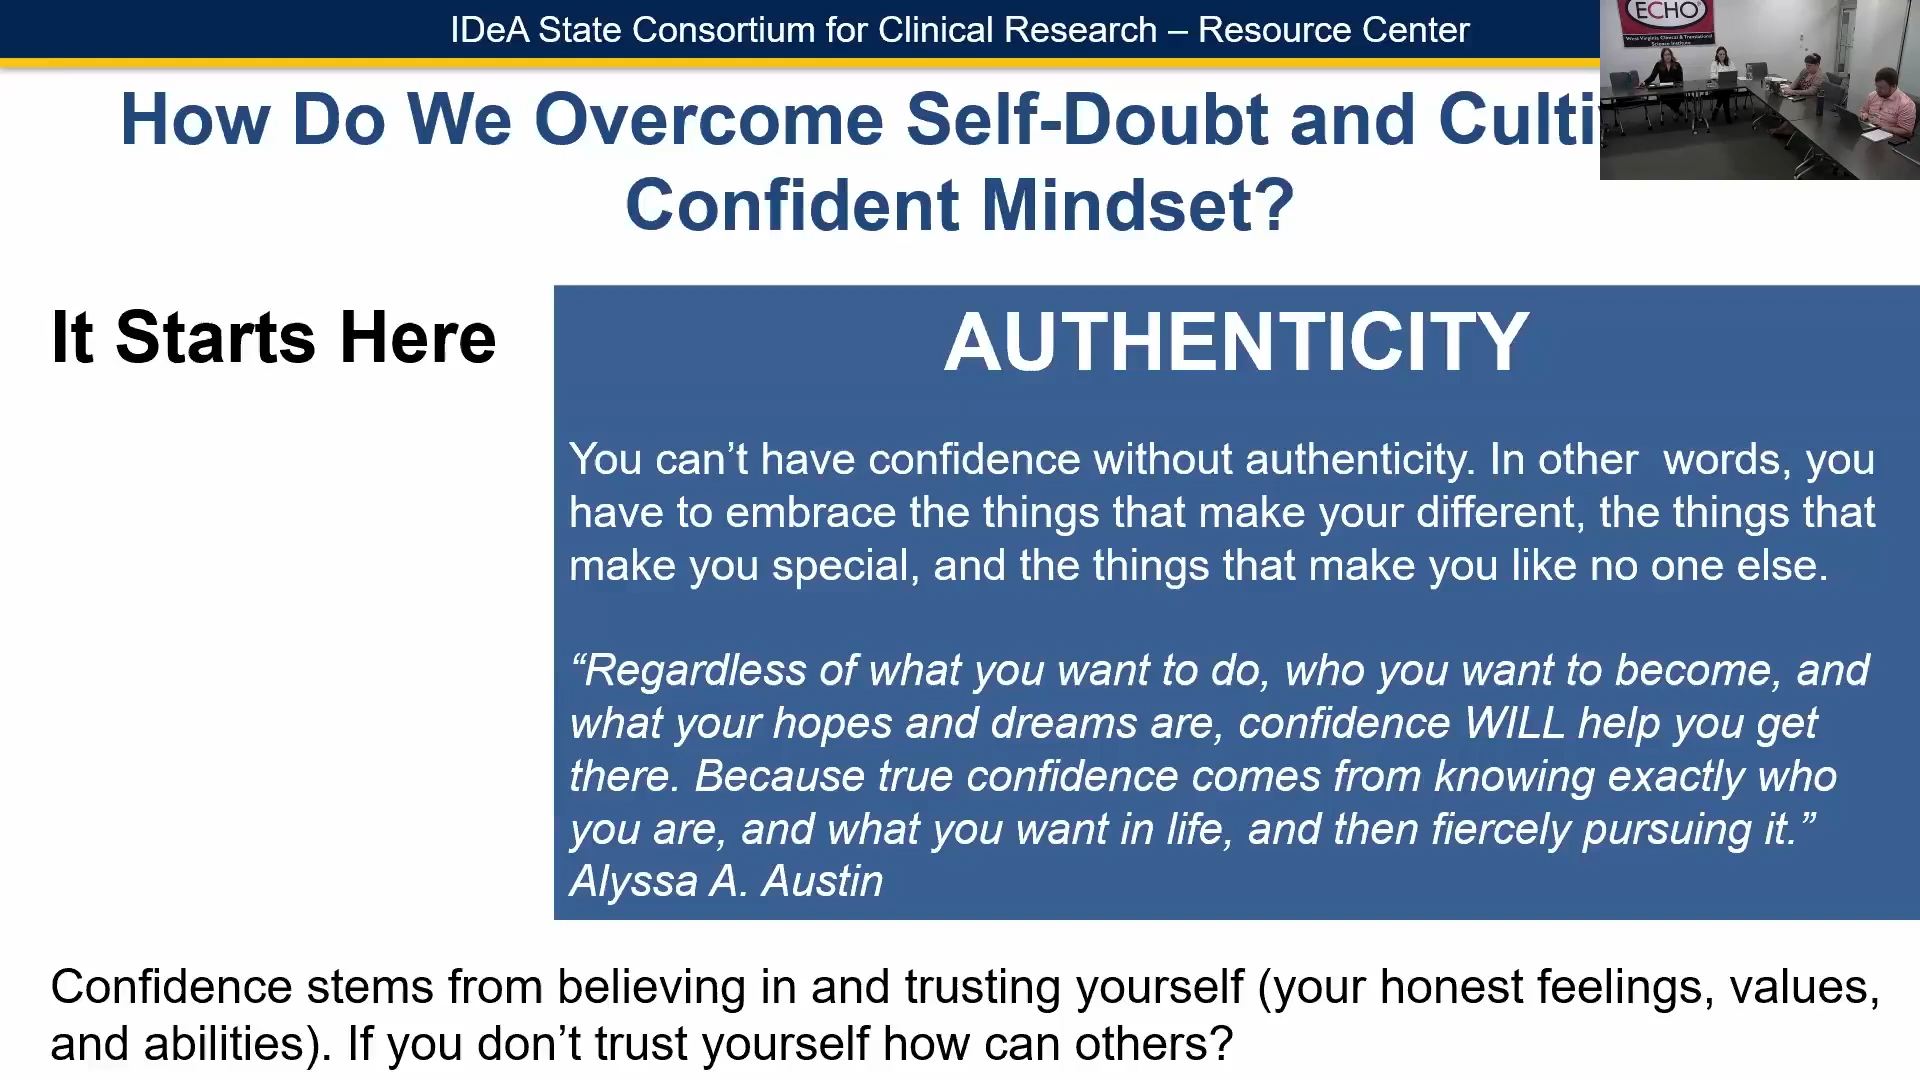 IDeA State Consortium for Clinical Research – Resource Center
ECHO
West Virginia Clinical & Translational
Science Institute
How Do We Overcome Self-Doubt and Culti
Confident Mindset?
It Starts Here
AUTHENTICITY
You can’t have confidence without authenticity. In other words, you
have to embrace the things that make your different, the things that
make you special, and the things that make you like no one else.
“Regardless of what you want to do, who you want to become, and
what your hopes and dreams are, confidence WILL help you get
there. Because true confidence comes from knowing exactly who
you are, and what you want in life, and then fiercely pursuing it.”
Alyssa A. Austin
Confidence stems from believing in and trusting yourself (your honest feelings, values,
and abilities). If you don’t trust yourself how can others?